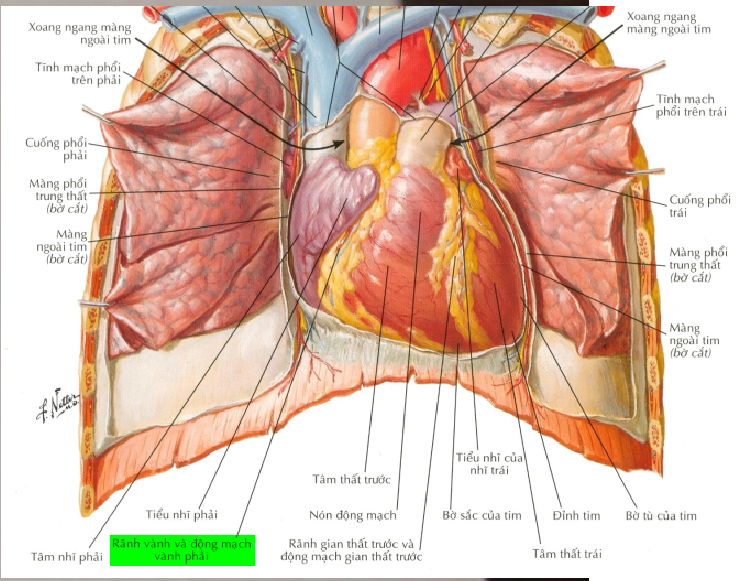 Xoang ngang màng
ngoài tim
Tĩnh mạch phổi
trên phải
Cuống phổi
phải
Màng phổi
trung thất
(bờ cắt)
Màng
ngoài tim
(bờ cắt)
Xoang ngang
màng ngoài tim
Tĩnh mạch
phổi trên trái
Cuống phổi
trái
Màng phổi
trung thất
(bờ cắt)
Màng
ngoài tim
(bờ cắt)
F. Netter
M.D.
Tâm thất trước
Tiểu nhĩ của
nhĩ trái
Tiểu nhĩ phải
Nón động mạch
Bờ sắc của tim
Đỉnh tim
Bờ tù của tim
Tâm nhĩ phải
Rãnh vành và động mạch
vành phải
Rãnh gian thất trước và
động mạch gian thất trước
Tâm thất trái